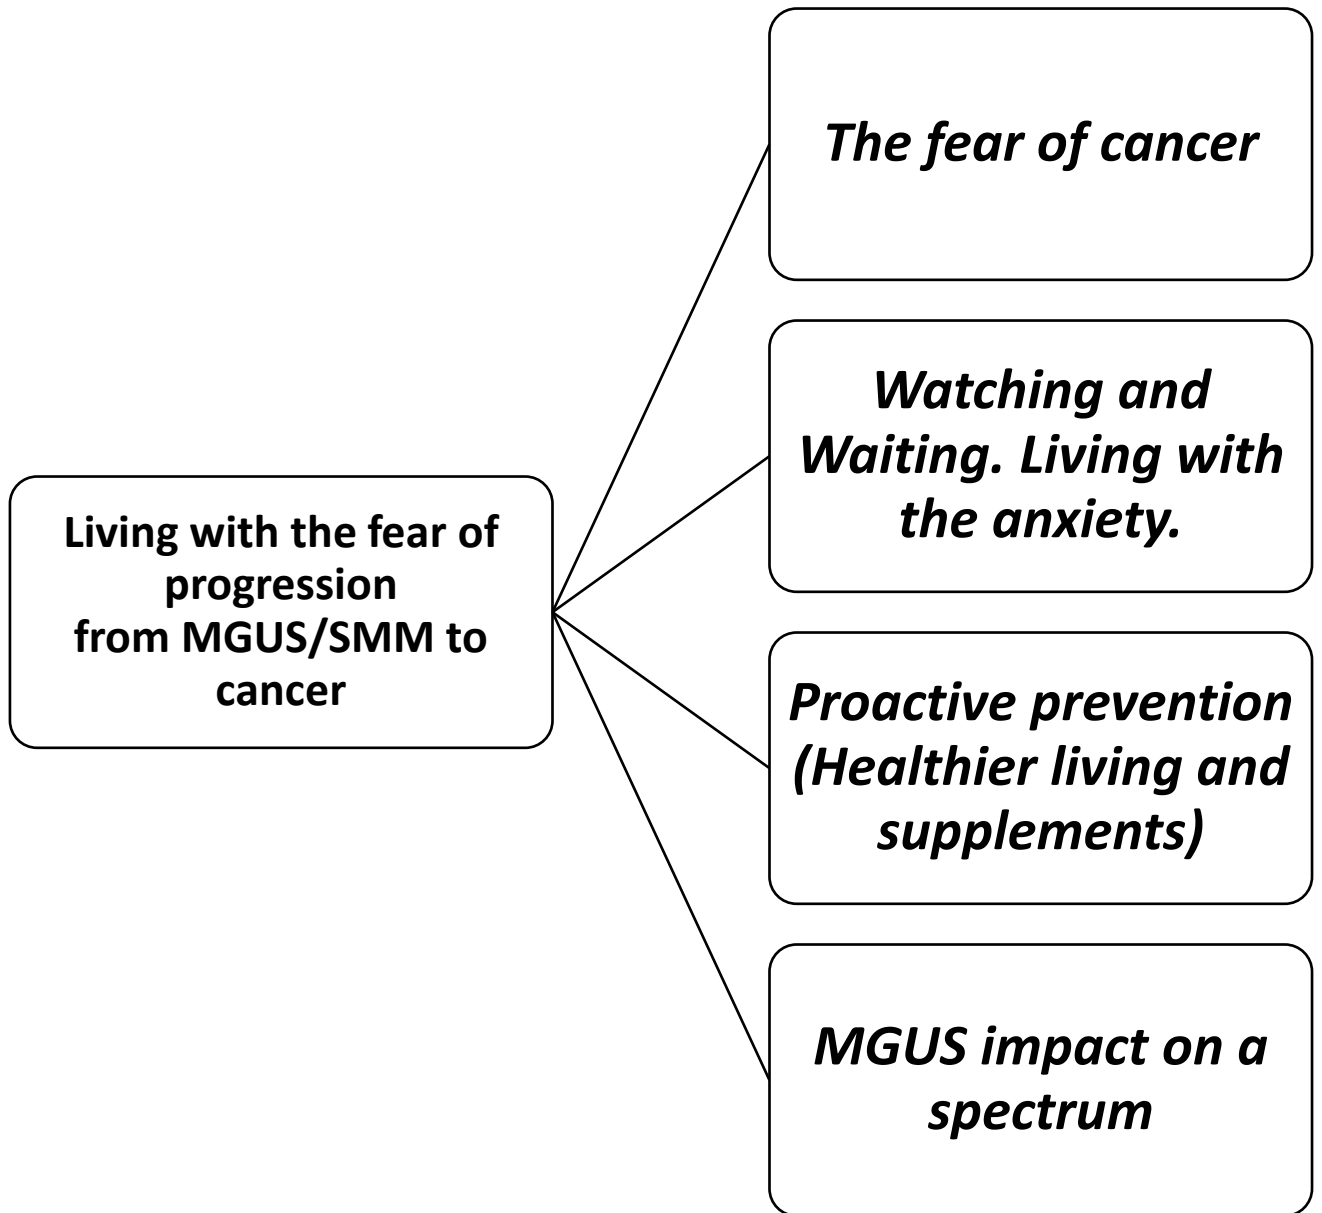 Living with the fear of
progression
from MGUS/SMM to
cancer
The fear of cancer
Watching and
Waiting. Living with
the anxiety.
Proactive prevention
(Healthier living and
supplements)
MGUS impact on a
spectrum